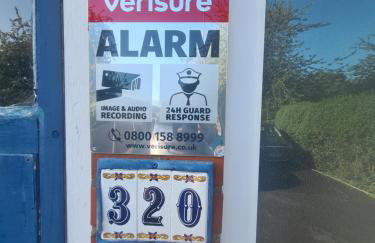 verisure
ALARM
IMAGE & AUDIO
RECORDING
24H GUARD
RESPONSE
0800 158 8999
www.verisure.co.uk
320